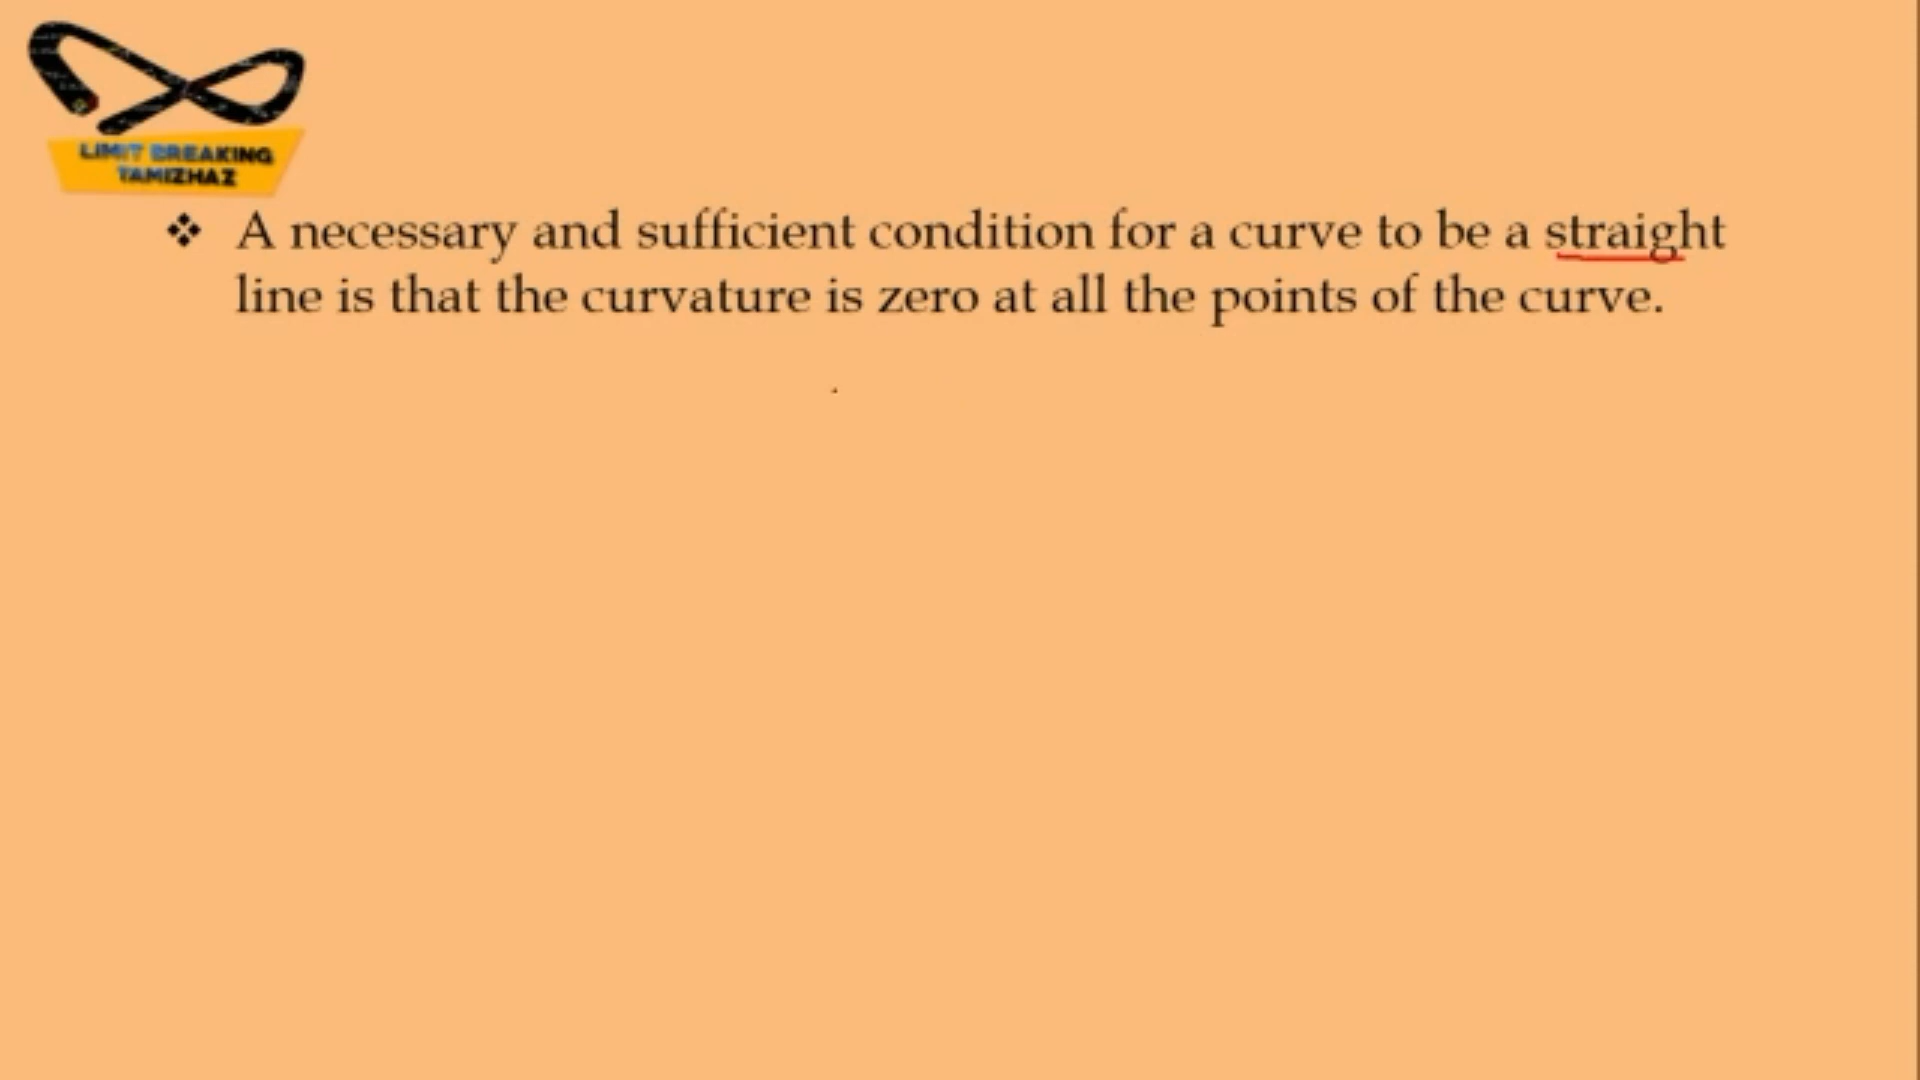 LIMIT BREAKING
TAMIZHAZ
❖ A necessary and sufficient condition for a curve to be a straight
line is that the curvature is zero at all the points of the curve.